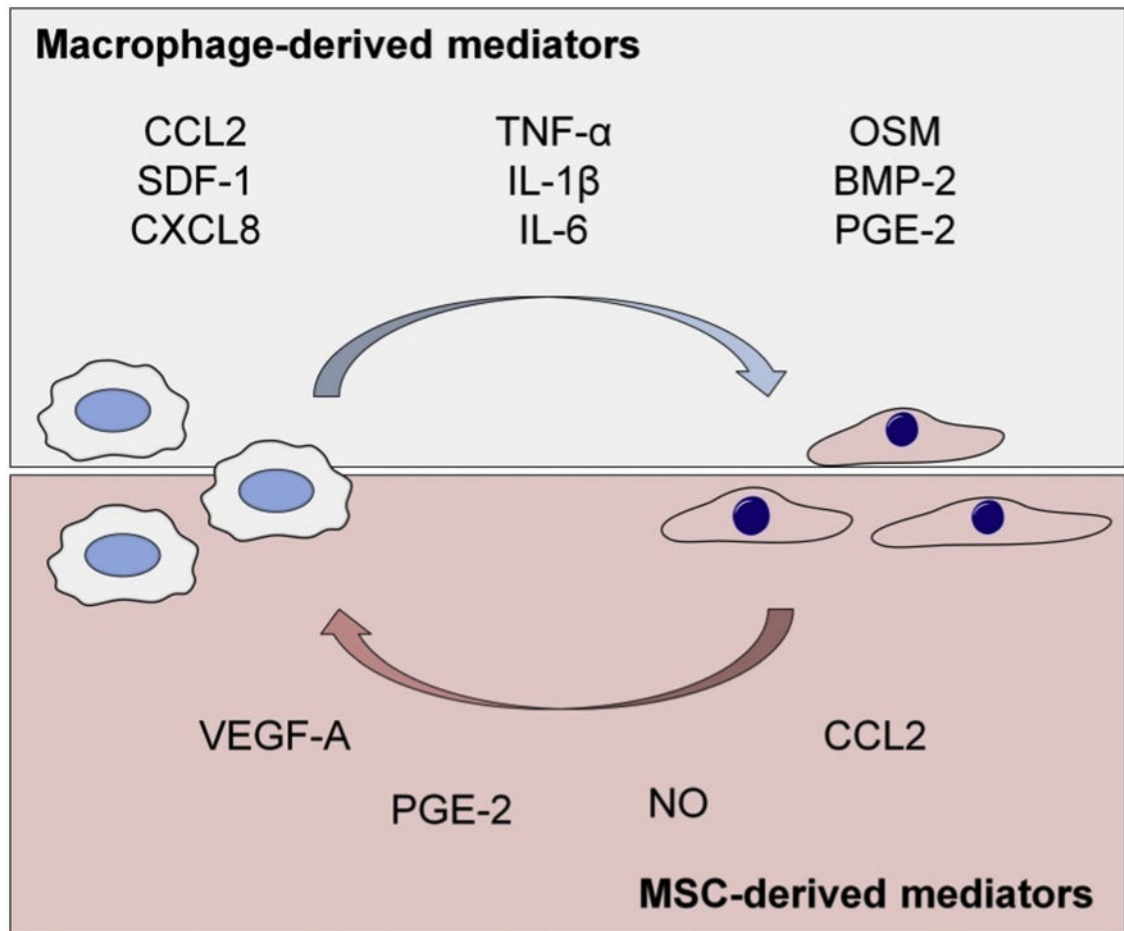 Macrophage-derived mediators
CCL2 TNF-α OSM
SDF-1 IL-1β BMP-2
CXCL8 IL-6 PGE-2
VEGF-A CCL2
PGE-2 NO
MSC-derived mediators